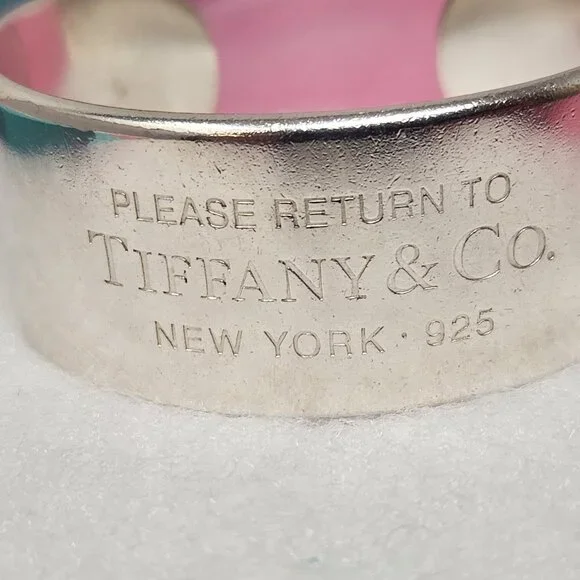 PLEASE RETURN TO
TIFFANY & CO.
NEW YORK · 925